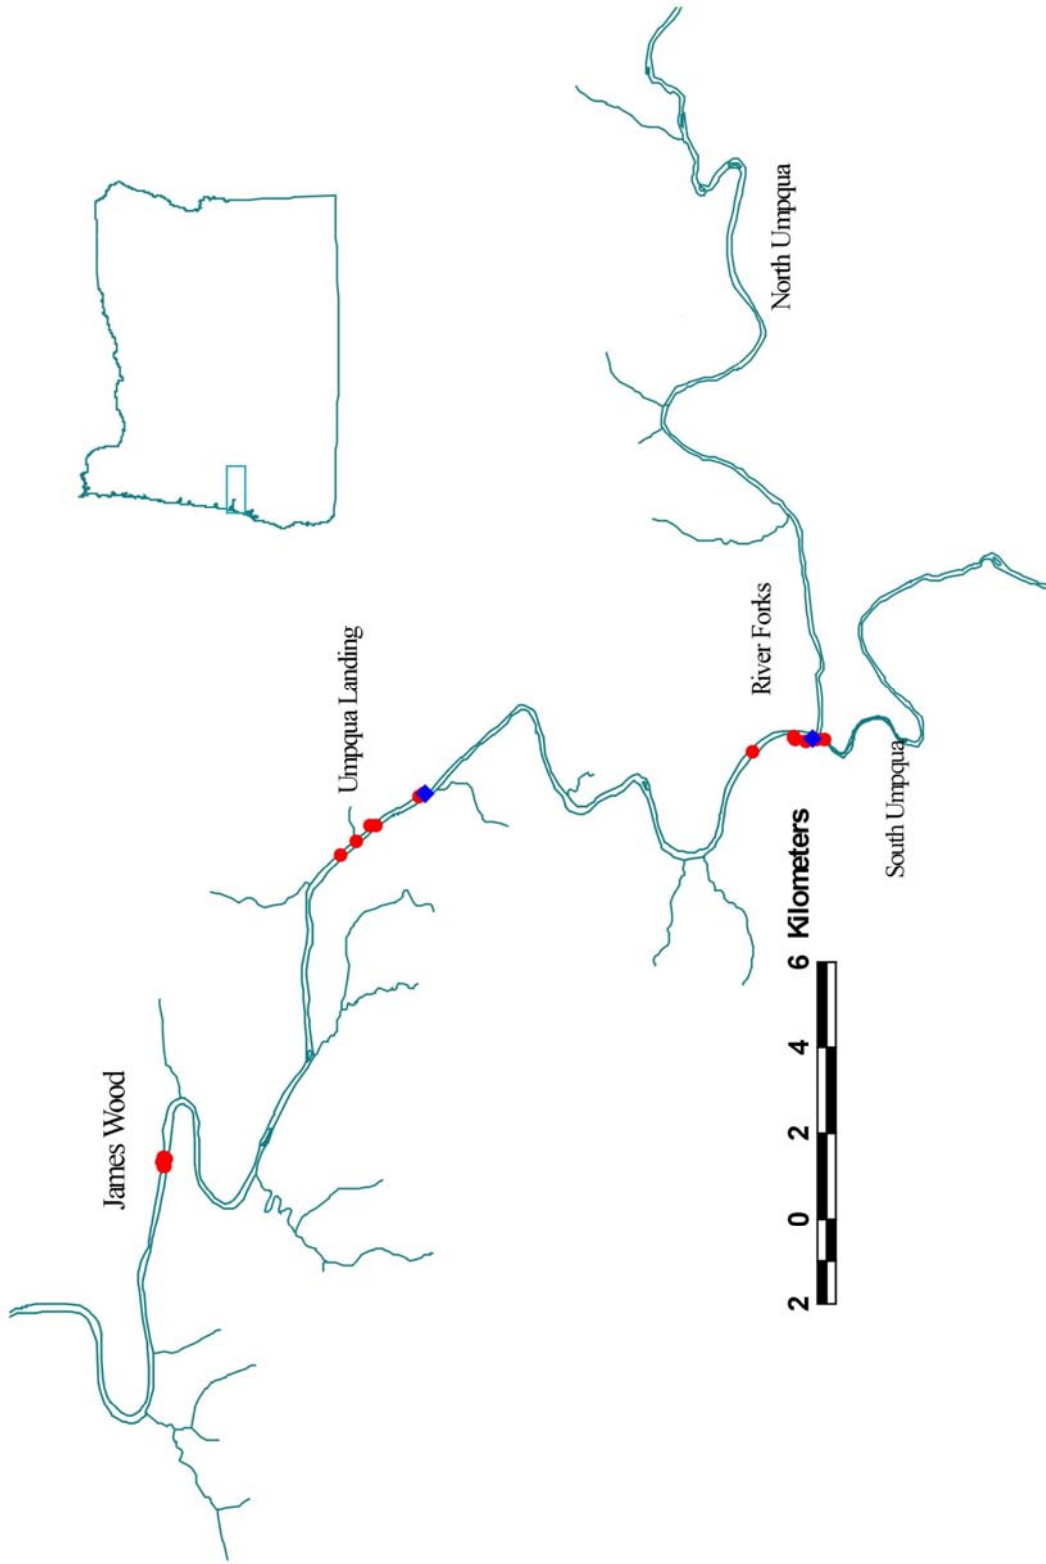 James Wood
Umpqua Landing
River Forks
North Umpqua
South Umpqua
2 0 2 4 6 Kilometers